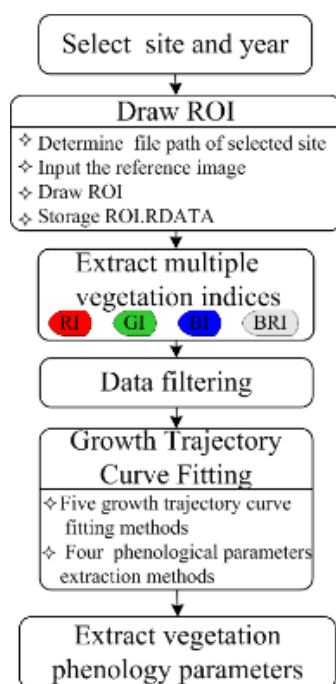 Select site and year
Draw ROI
✧ Determine file path of selected site
✧ Input the reference image
✧ Draw ROI
✧ Storage ROI.RDATA
Extract multiple
vegetation indices
RI GI BI BRI
Data filtering
Growth Trajectory
Curve Fitting
✧ Five growth trajectory curve
fitting methods
✧ Four phenological parameters
extraction methods
Extract vegetation
phenology parameters